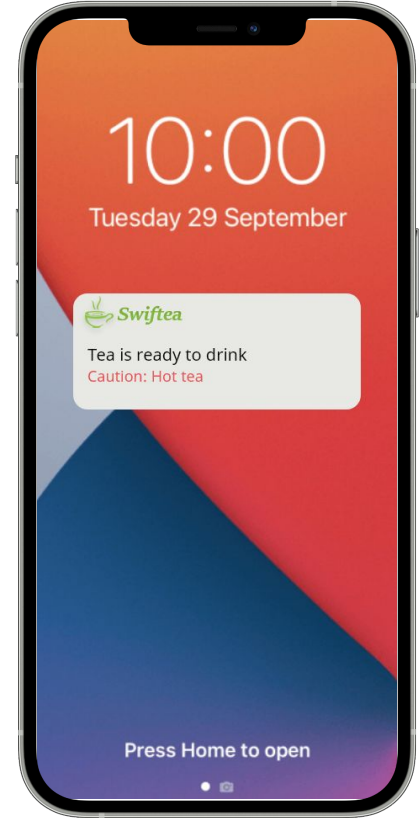 10:00
Tuesday 29 September
Swiftea
Tea is ready to drink
Caution: Hot tea
Press Home to open